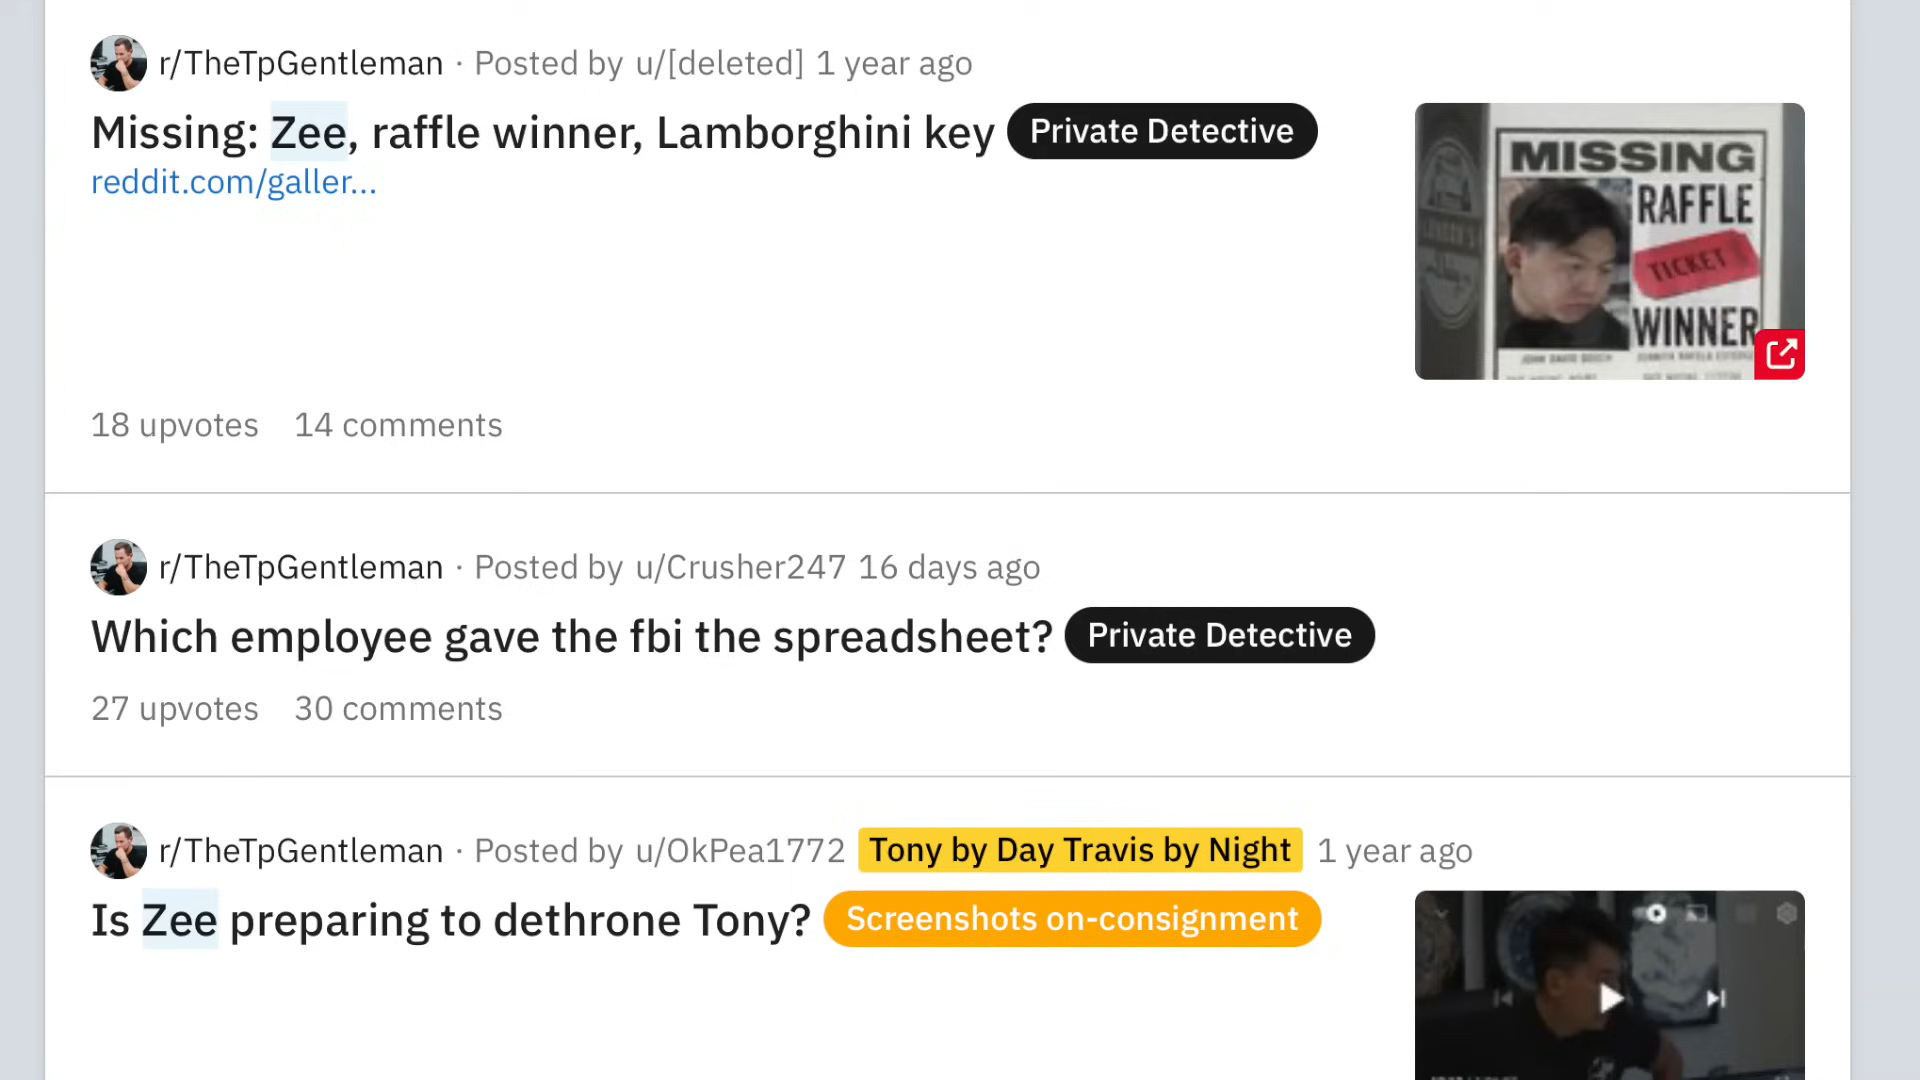 r/TheTpGentleman · Posted by u/[deleted] 1 year ago
Missing: Zee, raffle winner, Lamborghini key Private Detective
reddit.com/galler...
MISSING
RAFFLE
TICKET
WINNER
18 upvotes 14 comments
r/TheTpGentleman · Posted by u/Crusher247 16 days ago
Which employee gave the fbi the spreadsheet? Private Detective
27 upvotes 30 comments
r/TheTpGentleman · Posted by u/OkPea1772 Tony by Day Travis by Night 1 year ago
Is Zee preparing to dethrone Tony? Screenshots on-consignment